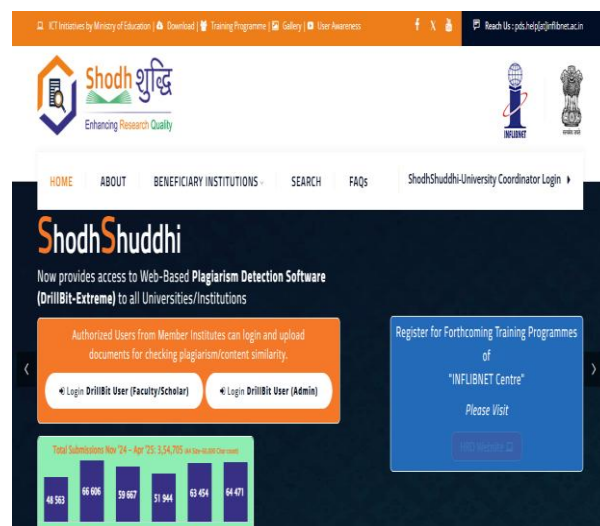 ICT Initiatives by Ministry of Education | Download | Training Programme | Gallery | User Awareness
Reach Us : pds.help[at]inflibnet.ac.in
Shodh शुद्धि
Enhancing Research Quality
INFLIBNET
HOME ABOUT BENEFICIARY INSTITUTIONS SEARCH FAQs ShodhShuddhi-University Coordinator Login
ShodhShuddhi
Now provides access to Web-Based Plagiarism Detection Software
(DrillBit-Extreme) to all Universities/Institutions
Authorized Users from Member Institutes can login and upload
documents for checking plagiarism/content similarity.
Login DrillBit User (Faculty/Scholar) Login DrillBit User (Admin)
Register for Forthcoming Training Programmes
of
"INFLIBNET Centre"
Please Visit
HRD Website
Total Submissions Nov '24 – Apr '25: 3,54,705
48 563 66 606 59 667 51 944 63 454 64 471